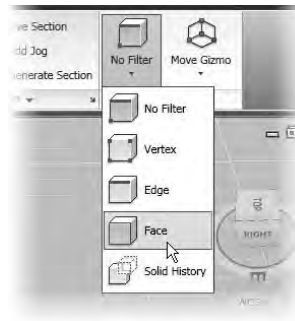 ve Section
dd Jog
enerate Section
No Filter
Move Gizmo
No Filter
Vertex
Edge
Face
Solid History
RIGHT